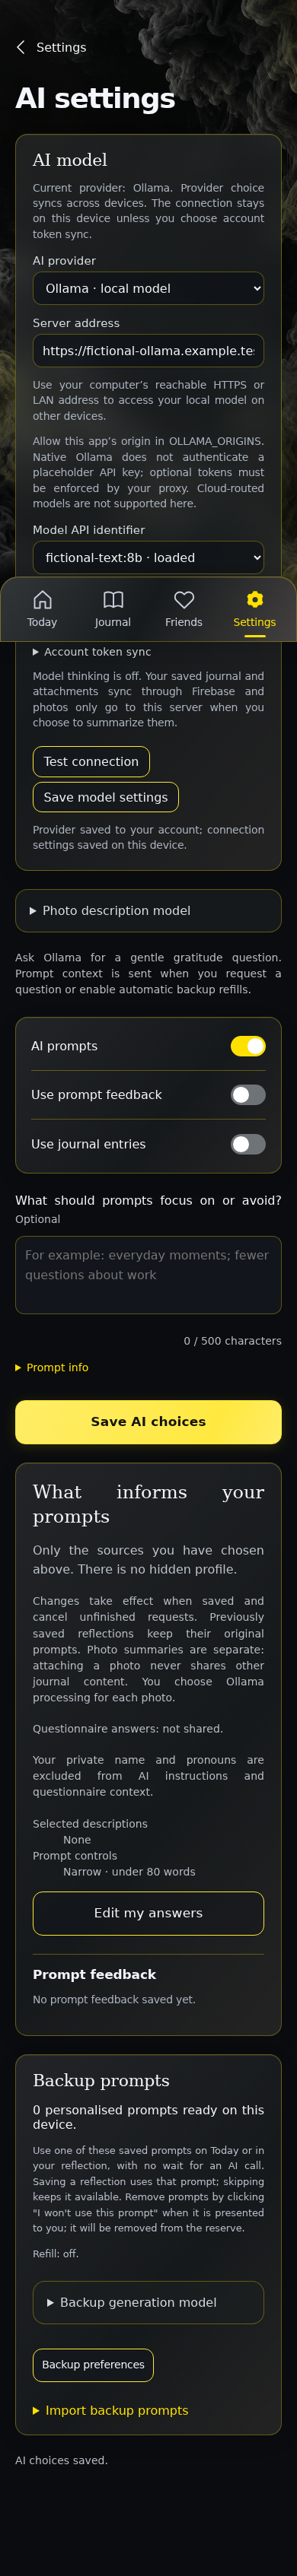 Settings
AI settings
AI model
Current provider: Ollama. Provider choice
syncs across devices. The connection stays
on this device unless you choose account
token sync.
AI provider
Ollama · local model
Server address
https://fictional-ollama.example.tes
Use your computer’s reachable HTTPS or
LAN address to access your local model on
other devices.
Allow this app’s origin in OLLAMA_ORIGINS.
Native Ollama does not authenticate a
placeholder API key; optional tokens must
be enforced by your proxy. Cloud-routed
models are not supported here.
Model API identifier
fictional-text:8b · loaded
Today
Journal
Friends
Settings
Account token sync
Model thinking is off. Your saved journal and
attachments sync through Firebase and
photos only go to this server when you
choose to summarize them.
Test connection
Save model settings
Provider saved to your account; connection
settings saved on this device.
Photo description model
Ask Ollama for a gentle gratitude question.
Prompt context is sent when you request a
question or enable automatic backup refills.
AI prompts
Use prompt feedback
Use journal entries
What should prompts focus on or avoid?
Optional
For example: everyday moments; fewer
questions about work
0 / 500 characters
Prompt info
Save AI choices
What informs your
prompts
Only the sources you have chosen
above. There is no hidden profile.
Changes take effect when saved and
cancel unfinished requests. Previously
saved reflections keep their original
prompts. Photo summaries are separate:
attaching a photo never shares other
journal content. You choose Ollama
processing for each photo.
Questionnaire answers: not shared.
Your private name and pronouns are
excluded from AI instructions and
questionnaire context.
Selected descriptions
None
Prompt controls
Narrow · under 80 words
Edit my answers
Prompt feedback
No prompt feedback saved yet.
Backup prompts
0 personalised prompts ready on this
device.
Use one of these saved prompts on Today or in
your reflection, with no wait for an AI call.
Saving a reflection uses that prompt; skipping
keeps it available. Remove prompts by clicking
"I won't use this prompt" when it is presented
to you; it will be removed from the reserve.
Refill: off.
Backup generation model
Backup preferences
Import backup prompts
AI choices saved.